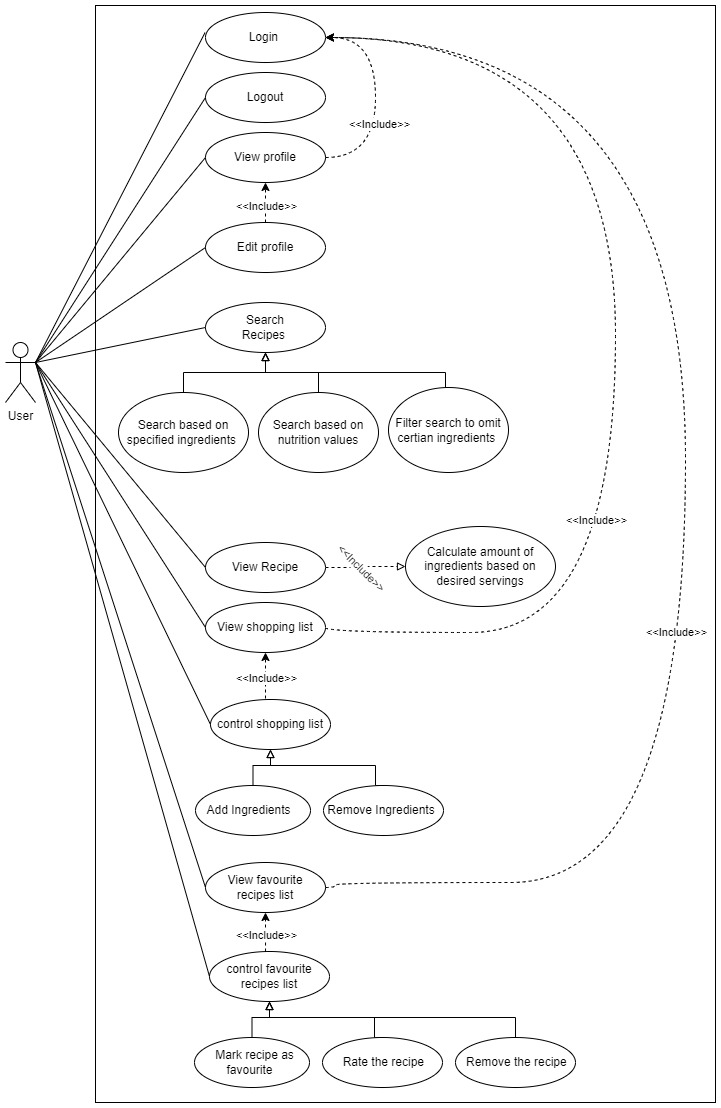 Login
Logout
<<Include>>
View profile
<<Include>>
Edit profile
Search
Recipes
User
Search based on
specified ingredients
Search based on
nutrition values
Filter search to omit
certian ingredients
<<Include>>
View Recipe
<<Include>>
Calculate amount of
ingredients based on
desired servings
View shopping list
<<Include>>
<<Include>>
control shopping list
Add Ingredients
Remove Ingredients
View favourite
recipes list
<<Include>>
control favourite
recipes list
Mark recipe as
favourite
Rate the recipe
Remove the recipe